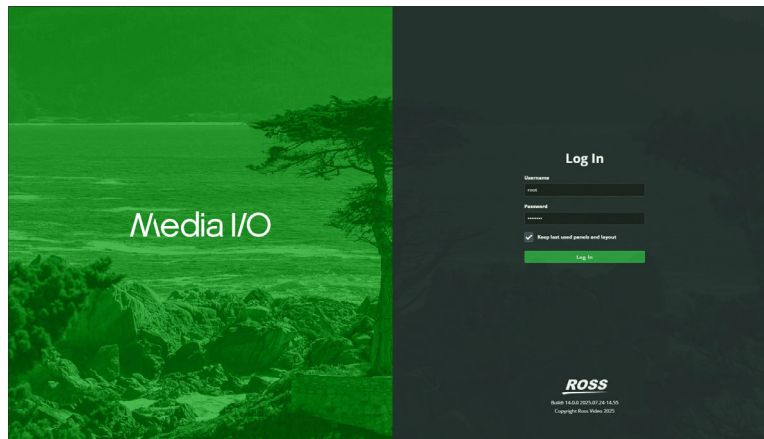 Media I/O
Log In
Username
root
Password
Keep last used panels and layout
Log In
ROSS
Build# 14.0.0 2025.07.24-14.55
Copyright Ross Video 2025